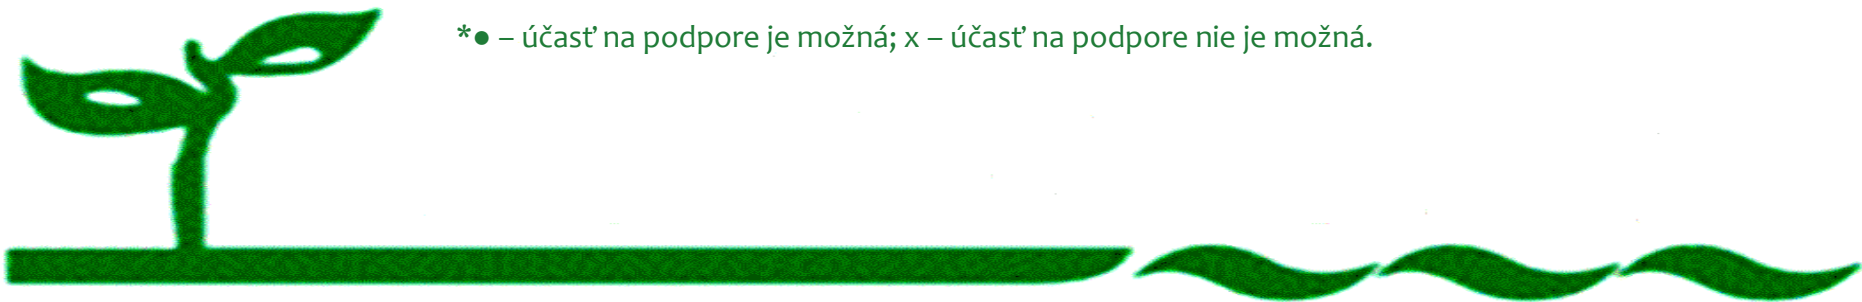 *● – účasť na podpore je možná; x – účasť na podpore nie je možná.